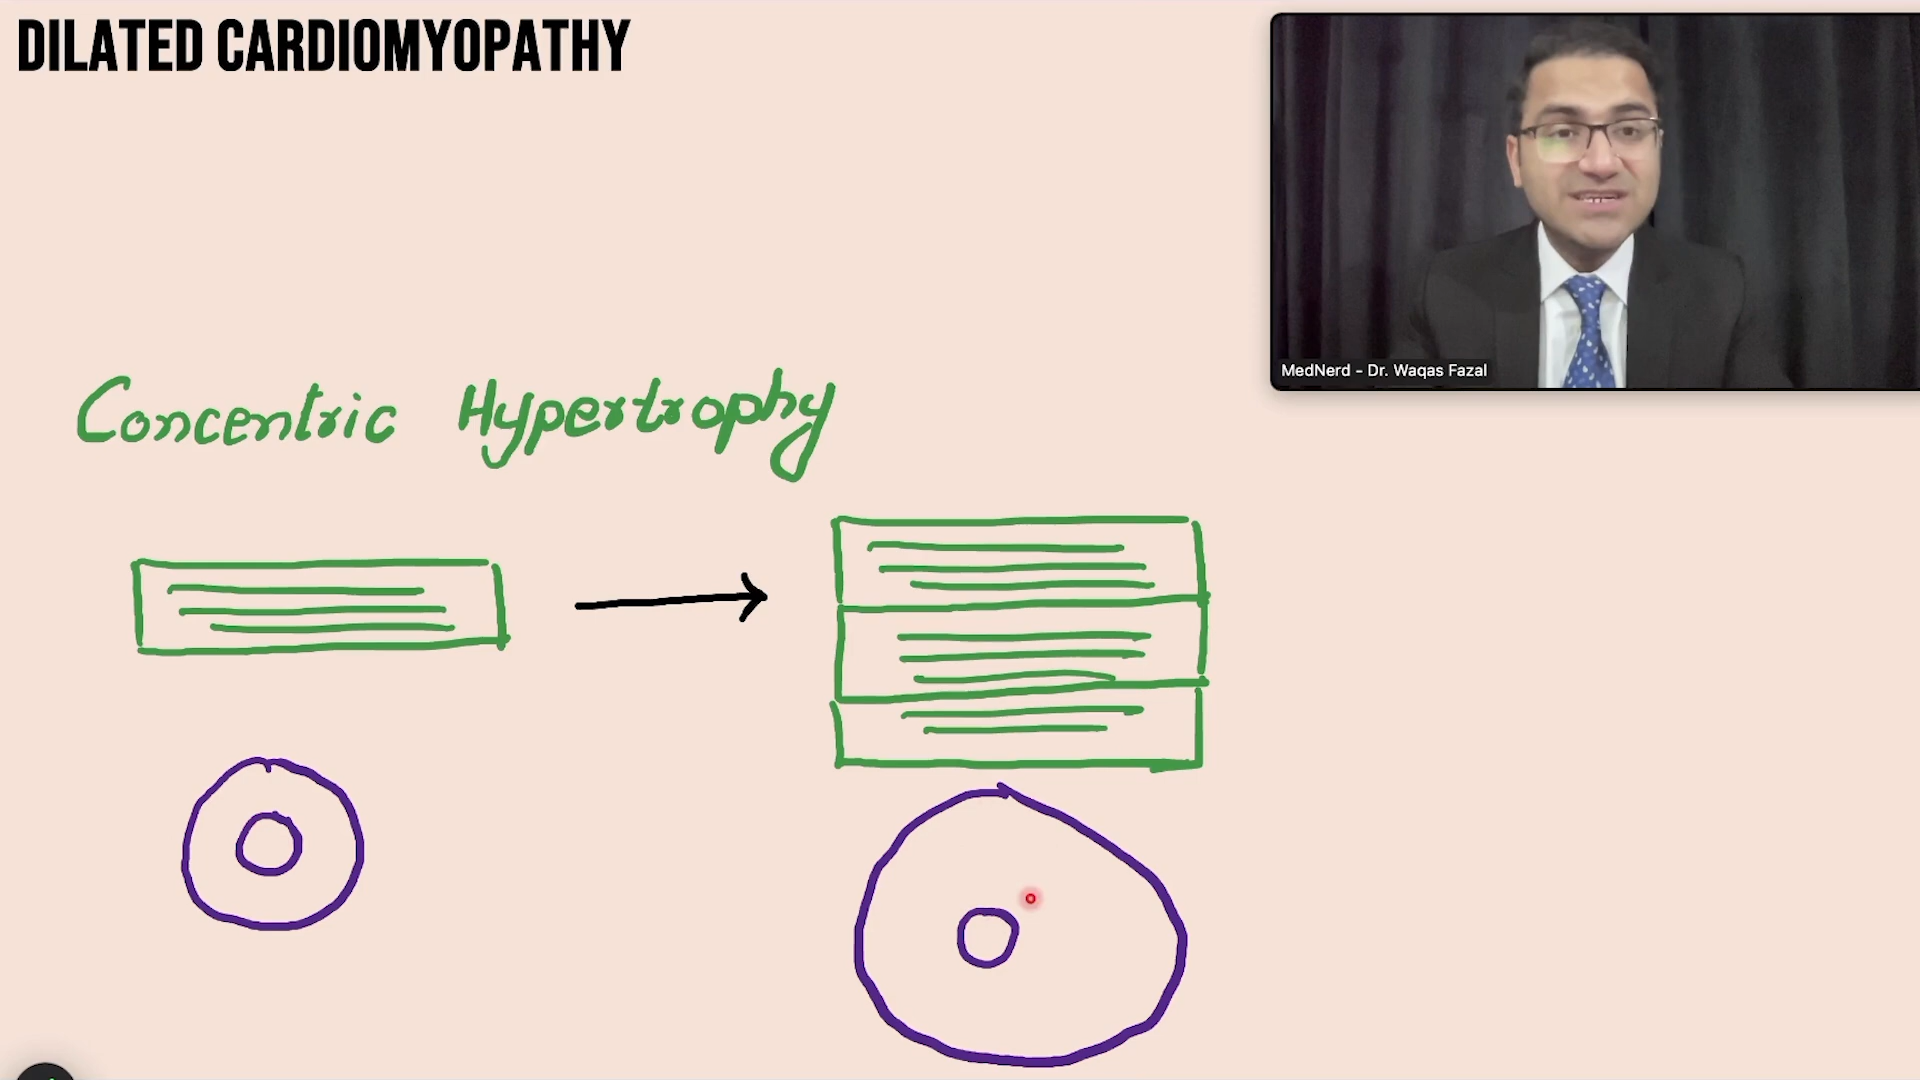 DILATED CARDIOMYOPATHY
MedNerd - Dr. Waqas Fazal
Concentric Hypertrophy